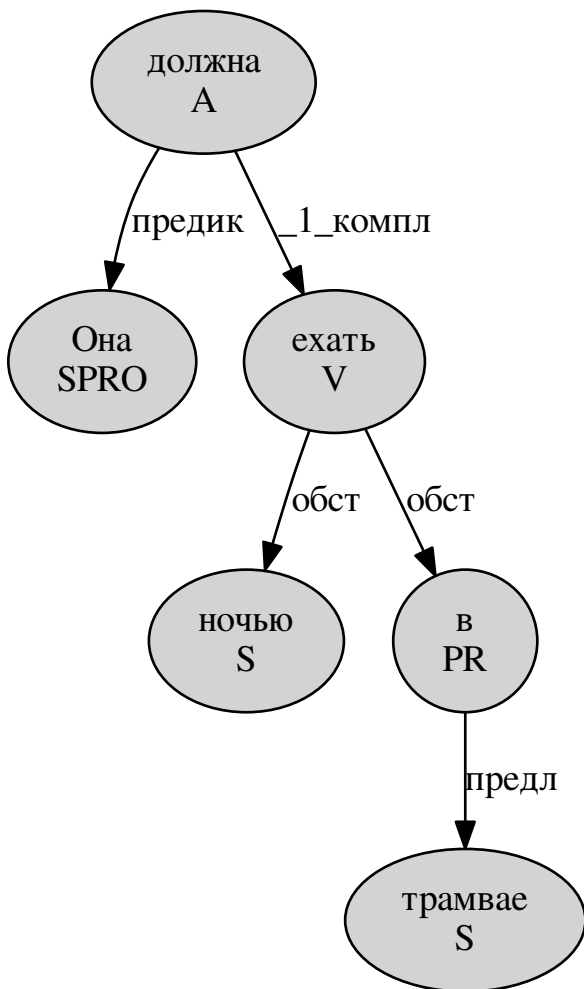 должна
A
предик
_1_компл
Она
SPRO
ехать
V
обст
обст
ночью
S
в
PR
предл
трамвае
S